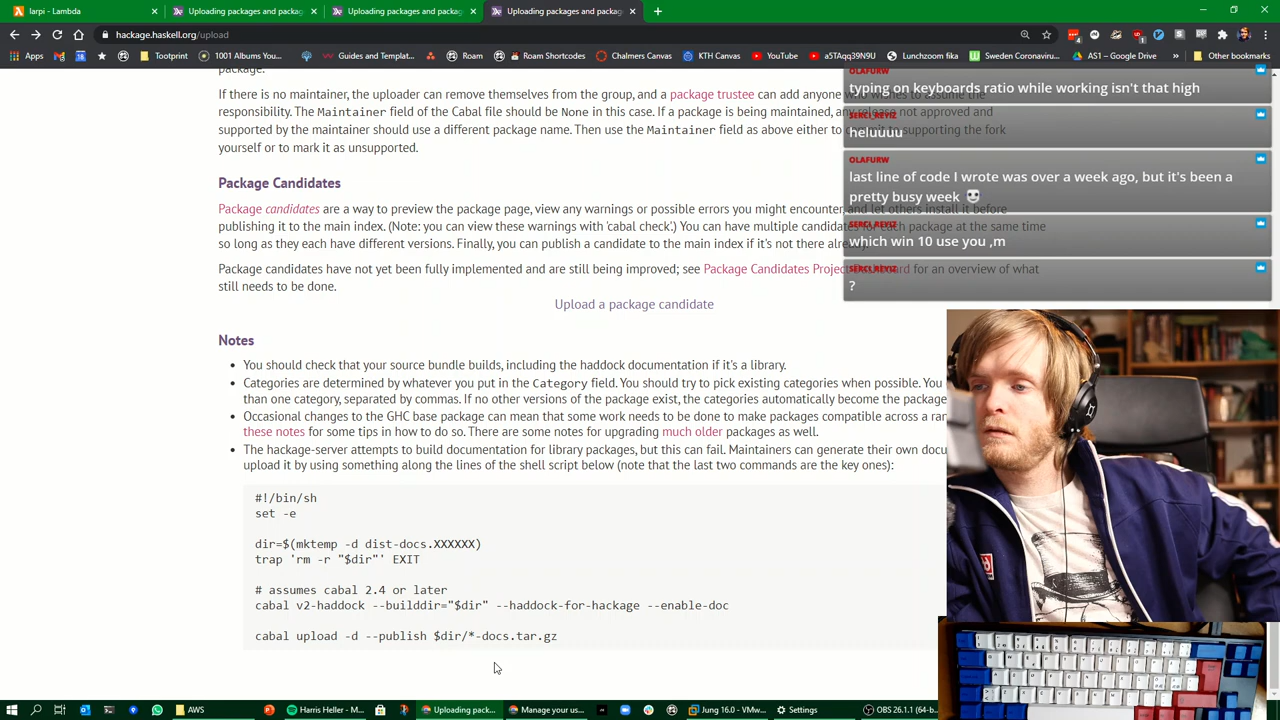 larpi - Lambda
Uploading packages and packag
Uploading packages and packag
Uploading packages and packag
hackage.haskell.org/upload
Apps
Totprint
1001 Albums You...
Guides and Templat...
Roam
Roam Shortcodes
Chalmers Canvas
KTH Canvas
YouTube
a5TAqq39N9U
Lunchzoom fika
Sweden Coronaviru...
AS1 – Google Drive
Other bookmarks
package.
If there is no maintainer, the uploader can remove themselves from the group, and a package trustee can add anyone who wishes to assume the
responsibility. The Maintainer field of the Cabal file should be None in this case. If a package is being maintained, any release not approved and
supported by the maintainer should use a different package name. Then use the Maintainer field as above either to commit to supporting the fork
yourself or to mark it as unsupported.
Package Candidates
Package candidates are a way to preview the package page, view any warnings or possible errors you might encounter, and let others install it before
publishing it to the main index. (Note: you can view these warnings with 'cabal check'.) You can have multiple candidates for each package at the same time
so long as they each have different versions. Finally, you can publish a candidate to the main index if it's not there already.
Package candidates have not yet been fully implemented and are still being improved; see Package Candidates Project Dashboard for an overview of what
still needs to be done.
Upload a package candidate
Notes
You should check that your source bundle builds, including the haddock documentation if it's a library.
Categories are determined by whatever you put in the Category field. You should try to pick existing categories when possible. You
than one category, separated by commas. If no other versions of the package exist, the categories automatically become the package
Occasional changes to the GHC base package can mean that some work needs to be done to make packages compatible across a ran
these notes for some tips in how to do so. There are some notes for upgrading much older packages as well.
The hackage-server attempts to build documentation for library packages, but this can fail. Maintainers can generate their own docu
upload it by using something along the lines of the shell script below (note that the last two commands are the key ones):
#!/bin/sh
set -e
dir=$(mktemp -d dist-docs.XXXXXX)
trap 'rm -r "$dir"' EXIT
# assumes cabal 2.4 or later
cabal v2-haddock --builddir="$dir" --haddock-for-hackage --enable-doc
cabal upload -d --publish $dir/*-docs.tar.gz
OLAFURW
typing on keyboards ratio while working isn't that high
SERCI_REYIZ
heluuuu
OLAFURW
last line of code I wrote was over a week ago, but it's been a
pretty busy week
SERCI_REYIZ
which win 10 use you ,m
SERCI_REYIZ
?
AWS
Harris Heller - M...
Uploading pack...
Manage your us...
Jung 16.0 - VMw...
Settings
OBS 26.1.1 (64-b...